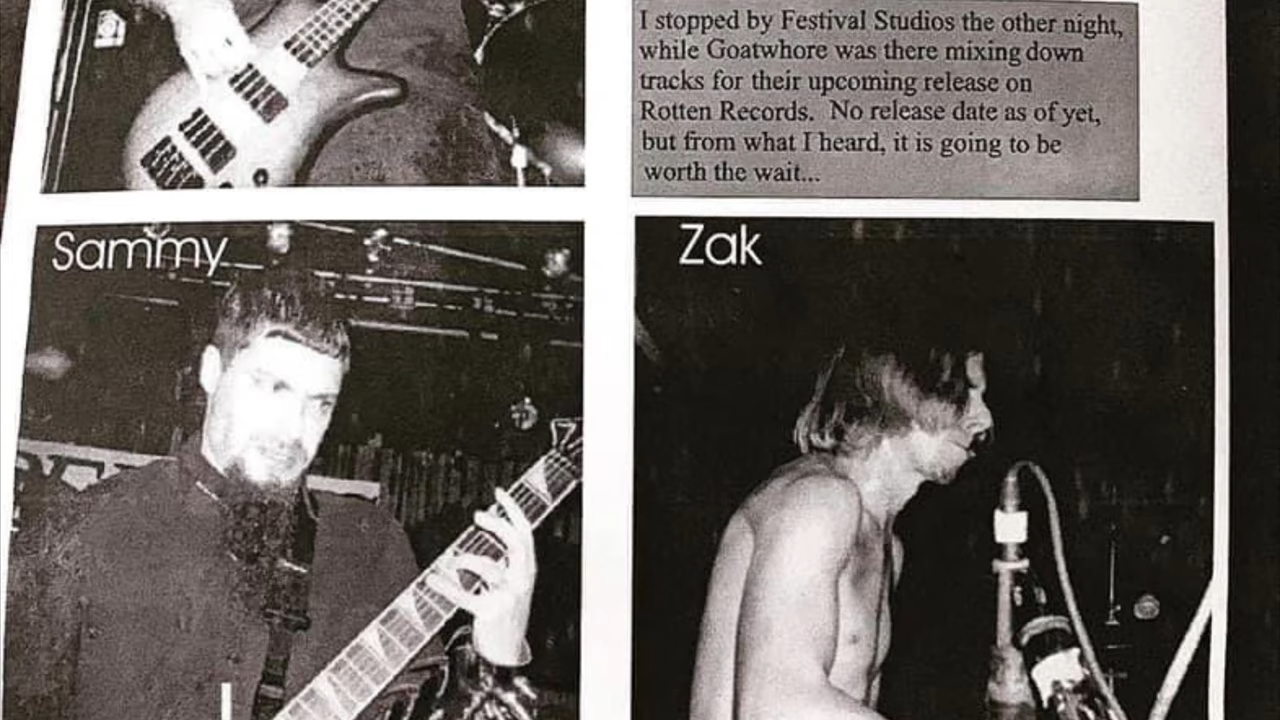 I stopped by Festival Studios the other night,
while Goatwhore was there mixing down
tracks for their upcoming release on
Rotten Records.  No release date as of yet,
but from what I heard, it is going to be
worth the wait...
Sammy
Zak